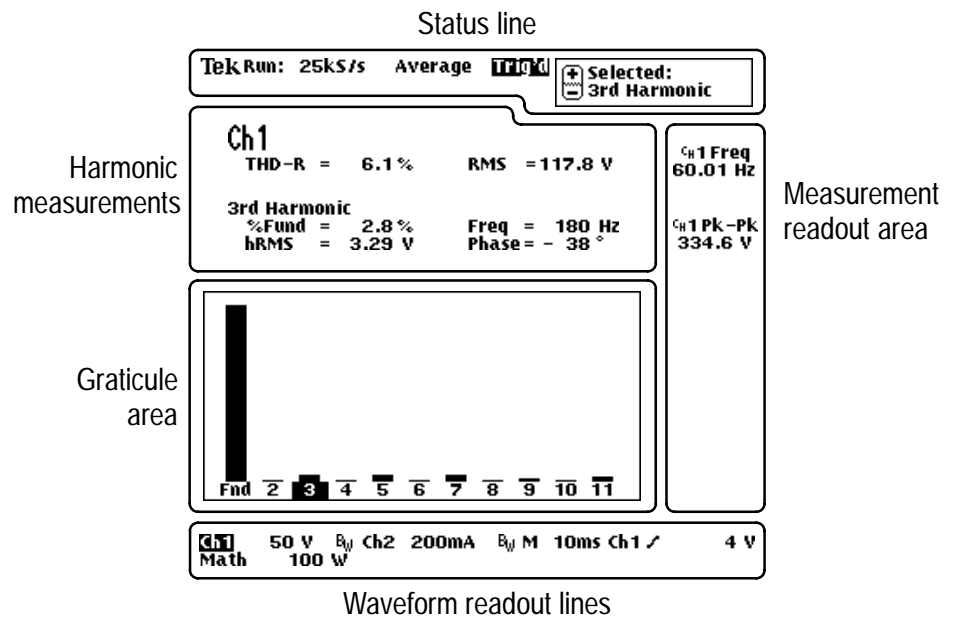 Status line
Tek Run: 25kS/s Average Trig'd
Selected:
3rd Harmonic
Harmonic
measurements
Ch1
THD-R = 6.1%
RMS =117.8 V
3rd Harmonic
%Fund = 2.8%
Freq = 180 Hz
hRMS = 3.29 V
Phase= - 38°
CH1 Freq
60.01 Hz
CH1 Pk-Pk
334.6 V
Measurement
readout area
Graticule
area
Fnd 2 3 4 5 6 7 8 9 10 11
Ch1 50 V BW Ch2 200mA BW M 10ms Ch1 / 4 V
Math 100 W
Waveform readout lines